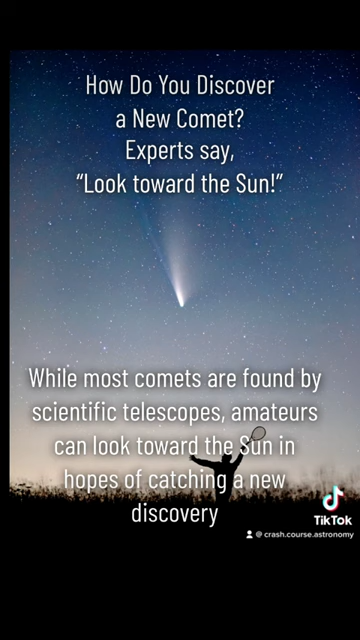 How Do You Discover
a New Comet?
Experts say,
“Look toward the Sun!”
While most comets are found by
scientific telescopes, amateurs
can look toward the Sun in
hopes of catching a new
discovery
TikTok
@ crash.course.astronomy